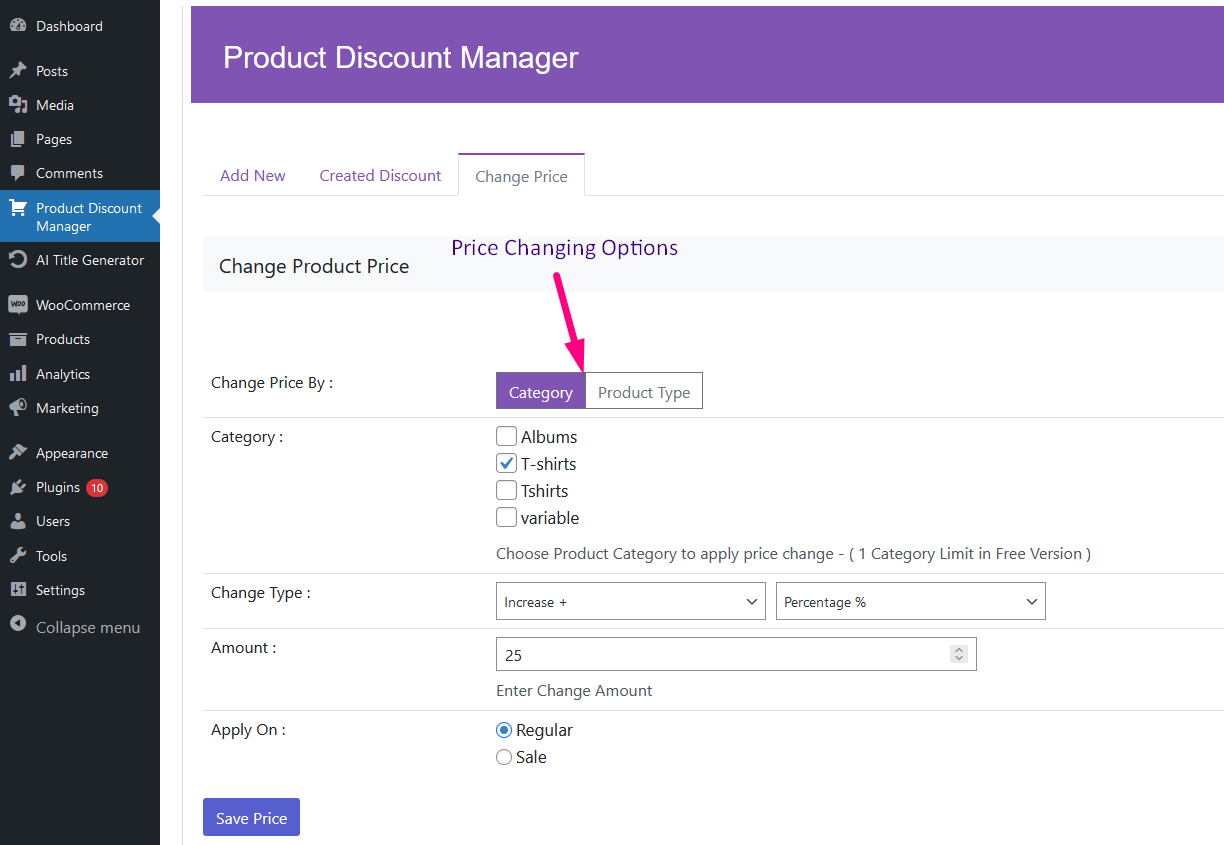 Dashboard
Posts
Media
Pages
Comments
Product Discount
Manager
AI Title Generator
WOO WooCommerce
Products
Analytics
Marketing
Appearance
Plugins 10
Users
Tools
Settings
Collapse menu
Product Discount Manager
Add New Created Discount Change Price
Price Changing Options
Change Product Price
Change Price By : Category Product Type
Category : Albums
T-shirts
Tshirts
variable
Choose Product Category to apply price change - ( 1 Category Limit in Free Version )
Change Type : Increase + Percentage %
Amount : 25
Enter Change Amount
Apply On : Regular
Sale
Save Price